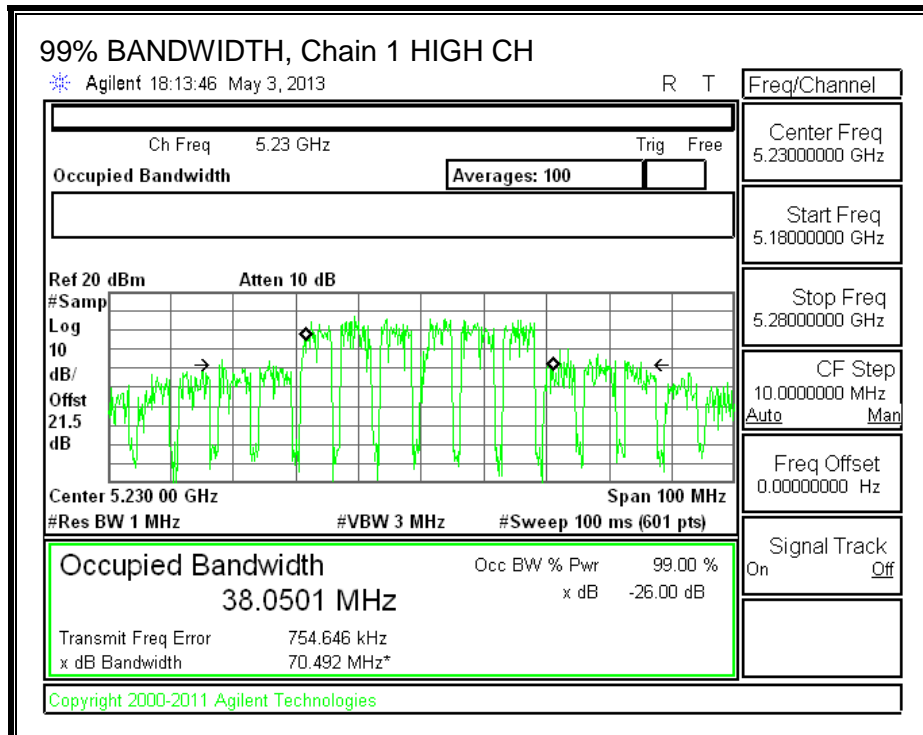 99% BANDWIDTH, Chain 1 HIGH CH
Agilent 18:13:46 May 3, 2013 R T
Ch Freq 5.23 GHz Trig Free
Occupied Bandwidth Averages: 100
Ref 20 dBm Atten 10 dB
#Samp
Log
10
dB/
Offst
21.5
dB
Center 5.230 00 GHz Span 100 MHz
#Res BW 1 MHz #VBW 3 MHz #Sweep 100 ms (601 pts)
Occupied Bandwidth Occ BW % Pwr 99.00 %
38.0501 MHz x dB -26.00 dB
Transmit Freq Error 754.646 kHz
x dB Bandwidth 70.492 MHz*
Copyright 2000-2011 Agilent Technologies
Freq/Channel
Center Freq
5.23000000 GHz
Start Freq
5.18000000 GHz
Stop Freq
5.28000000 GHz
CF Step
10.0000000 MHz
Auto Man
Freq Offset
0.00000000 Hz
Signal Track
On Off